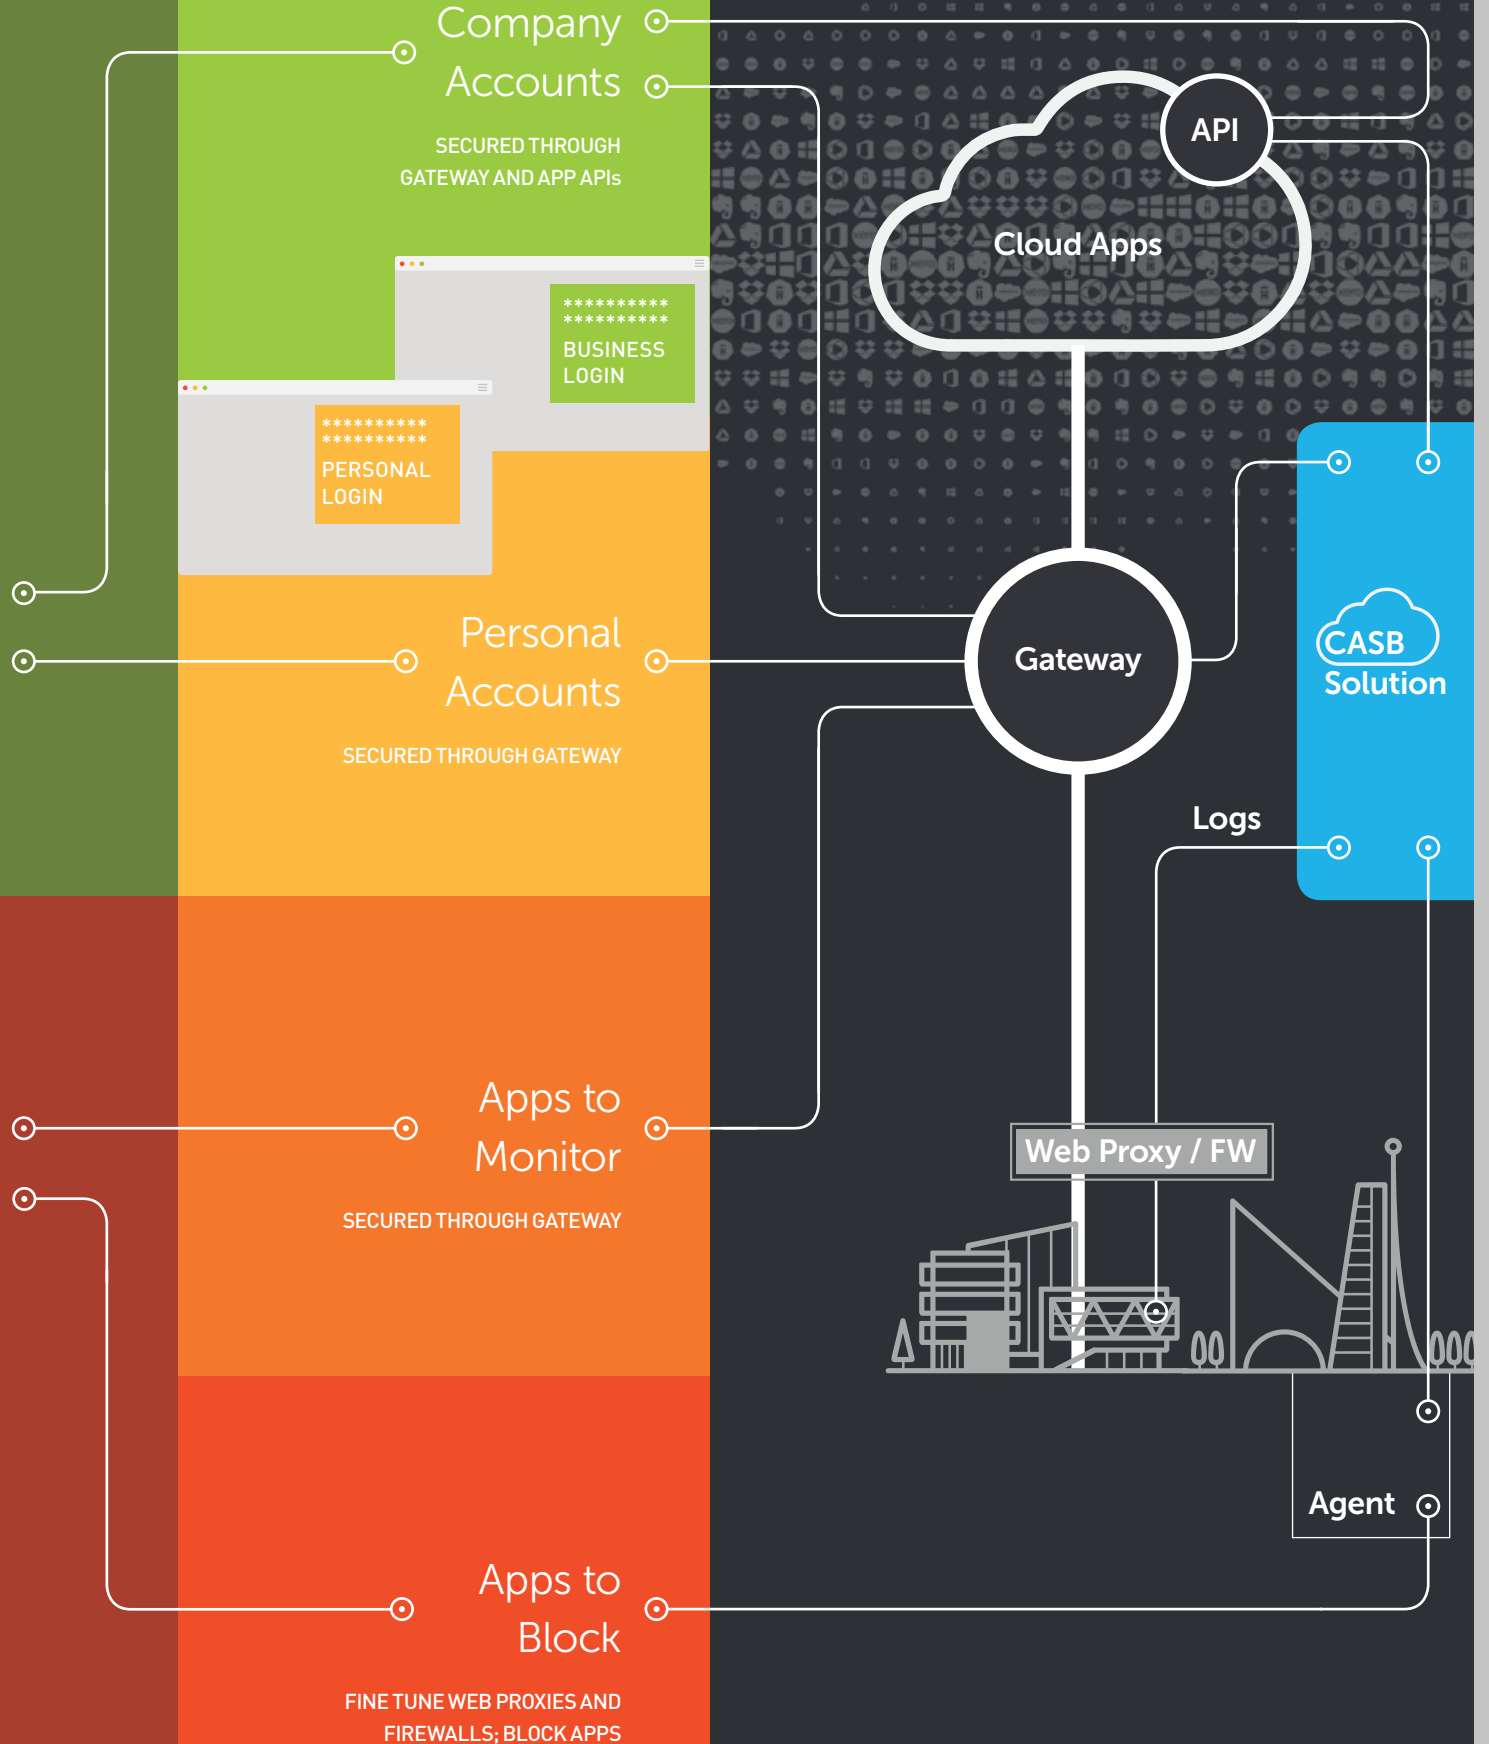 Company
Accounts
SECURED THROUGH
GATEWAY AND APP APIs
**********
**********
BUSINESS
LOGIN
**********
**********
PERSONAL
LOGIN
Personal
Accounts
SECURED THROUGH GATEWAY
Apps to
Monitor
SECURED THROUGH GATEWAY
Apps to
Block
FINE TUNE WEB PROXIES AND
FIREWALLS; BLOCK APPS
API
Cloud Apps
Gateway
CASB
Solution
Logs
Web Proxy / FW
Agent